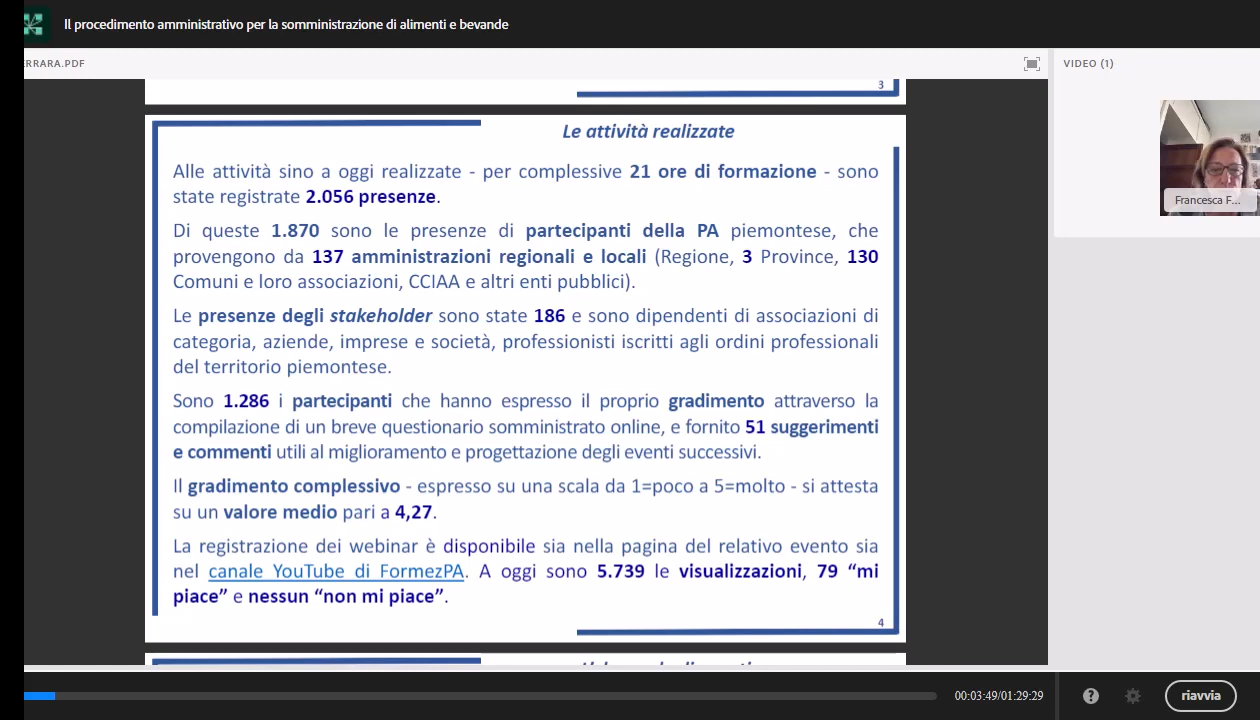 Il procedimento amministrativo per la somministrazione di alimenti e bevande
ERRARA.PDF
VIDEO (1)
3
Le attività realizzate
Alle attività sino a oggi realizzate - per complessive 21 ore di formazione - sono
state registrate 2.056 presenze.
Di queste 1.870 sono le presenze di partecipanti della PA piemontese, che
provengono da 137 amministrazioni regionali e locali (Regione, 3 Province, 130
Comuni e loro associazioni, CCIAA e altri enti pubblici).
Le presenze degli stakeholder sono state 186 e sono dipendenti di associazioni di
categoria, aziende, imprese e società, professionisti iscritti agli ordini professionali
del territorio piemontese.
Sono 1.286 i partecipanti che hanno espresso il proprio gradimento attraverso la
compilazione di un breve questionario somministrato online, e fornito 51 suggerimenti
e commenti utili al miglioramento e progettazione degli eventi successivi.
Il gradimento complessivo - espresso su una scala da 1=poco a 5=molto - si attesta
su un valore medio pari a 4,27.
La registrazione dei webinar è disponibile sia nella pagina del relativo evento sia
nel canale YouTube di FormezPA. A oggi sono 5.739 le visualizzazioni, 79 “mi
piace” e nessun “non mi piace”.
4
Francesca F...
00:03:49/01:29:29
?
riavvia